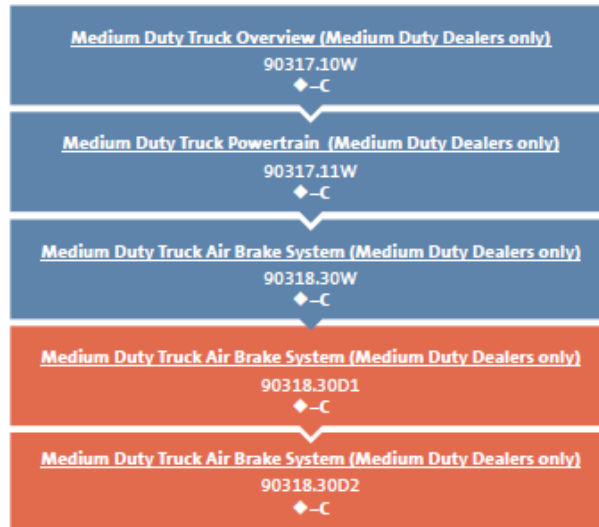 Medium Duty Truck Overview (Medium Duty Dealers only)
90317.10W
◆–C
Medium Duty Truck Powertrain (Medium Duty Dealers only)
90317.11W
◆–C
Medium Duty Truck Air Brake System (Medium Duty Dealers only)
90318.30W
◆–C
Medium Duty Truck Air Brake System (Medium Duty Dealers only)
90318.30D1
◆–C
Medium Duty Truck Air Brake System (Medium Duty Dealers only)
90318.30D2
◆–C